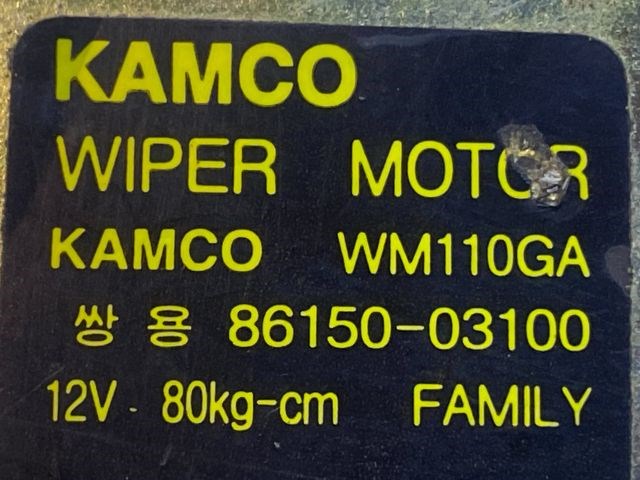 KAMCO
WIPER MOTOR
KAMCO WM110GA
쌍 용 86150-03100
12V 80kg-cm FAMILY